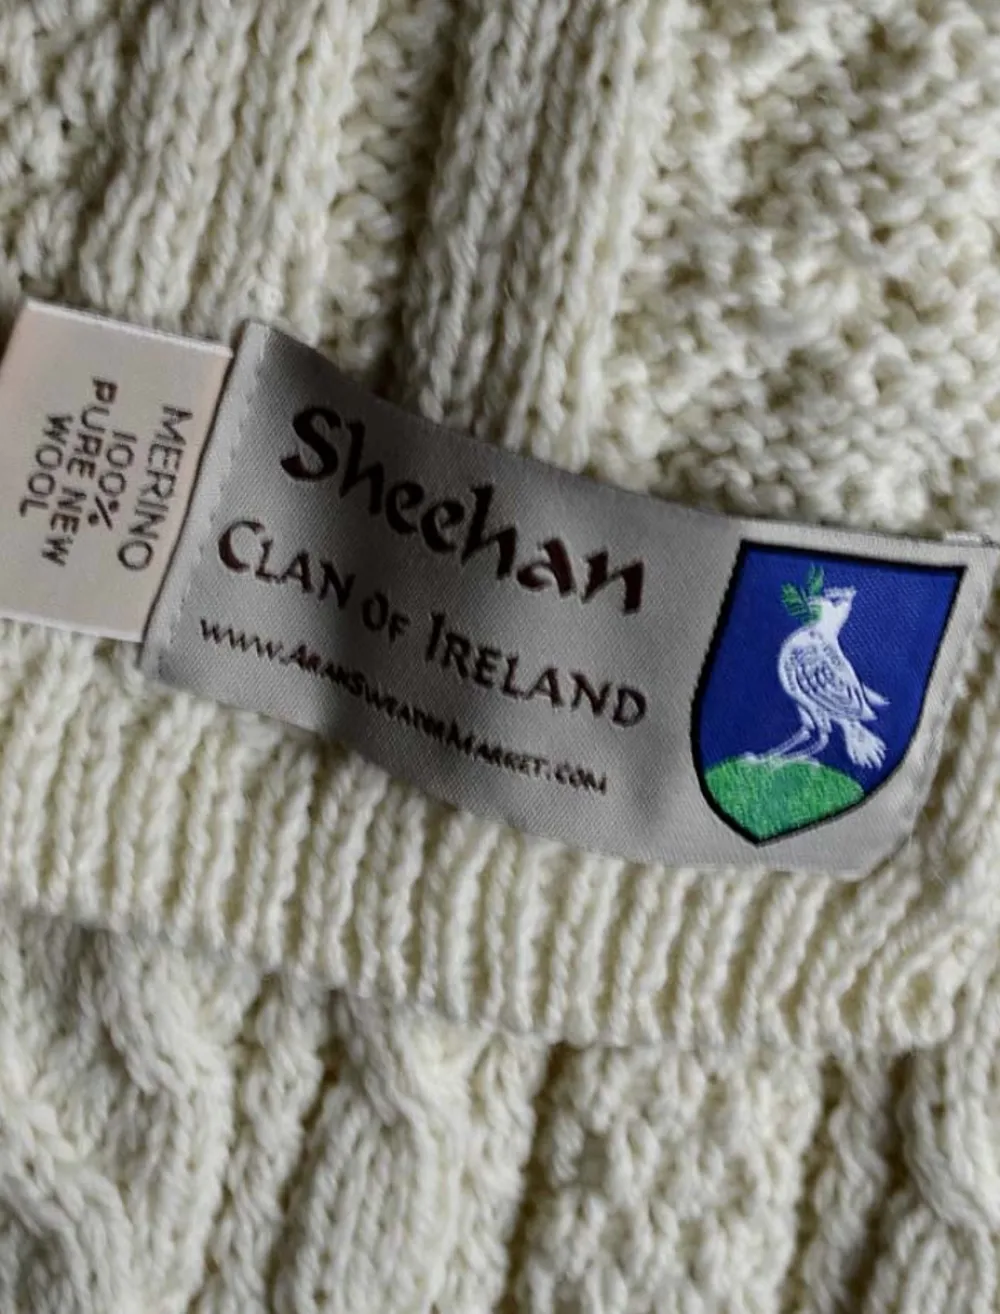 MERINO
100%
PURE NEW
WOOL
Sheehan
CLAN OF IRELAND
www.AranSweaterMarket.com